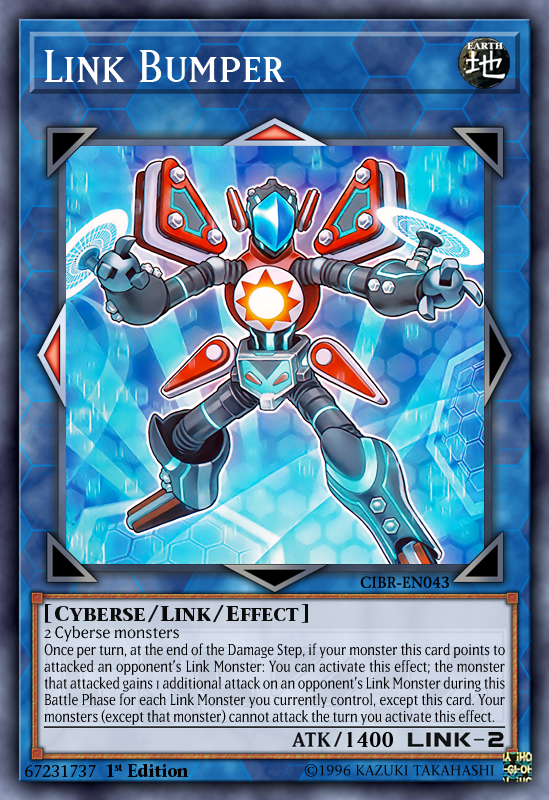 LINK BUMPER
EARTH
地
CIBR-EN043
[CYBERSE/LINK/EFFECT]
2 Cyberse monsters
Once per turn, at the end of the Damage Step, if your monster this card points to
attacked an opponent's Link Monster: You can activate this effect; the monster
that attacked gains 1 additional attack on an opponent's Link Monster during this
Battle Phase for each Link Monster you currently control, except this card. Your
monsters (except that monster) cannot attack the turn you activate this effect.
ATK/1400 LINK-2
67231737 1st Edition ©1996 KAZUKI TAKAHASHI